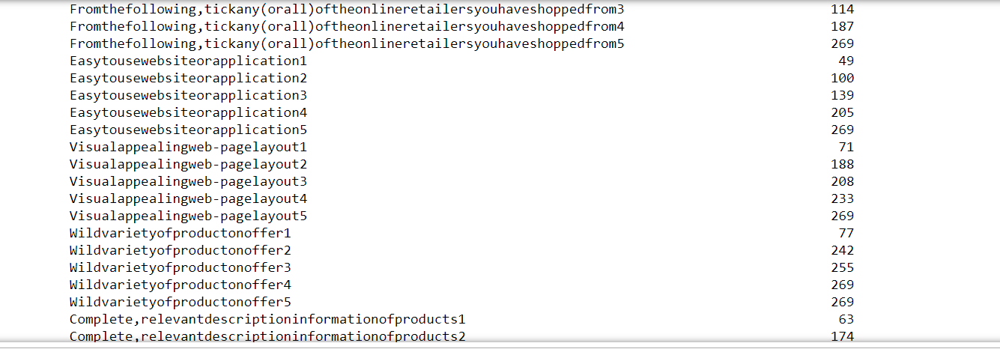 Fromthefollowing,tickany(orall)oftheonlineretailersyouhaveshoppedfrom3 114
Fromthefollowing,tickany(orall)oftheonlineretailersyouhaveshoppedfrom4 187
Fromthefollowing,tickany(orall)oftheonlineretailersyouhaveshoppedfrom5 269
Easytousewebsiteorapplication1 49
Easytousewebsiteorapplication2 100
Easytousewebsiteorapplication3 139
Easytousewebsiteorapplication4 205
Easytousewebsiteorapplication5 269
Visualappealingweb-pagelayout1 71
Visualappealingweb-pagelayout2 188
Visualappealingweb-pagelayout3 208
Visualappealingweb-pagelayout4 233
Visualappealingweb-pagelayout5 269
Wildvarietyofproductonoffer1 77
Wildvarietyofproductonoffer2 242
Wildvarietyofproductonoffer3 255
Wildvarietyofproductonoffer4 269
Wildvarietyofproductonoffer5 269
Complete,relevantdescriptioninformationofproducts1 63
Complete,relevantdescriptioninformationofproducts2 174